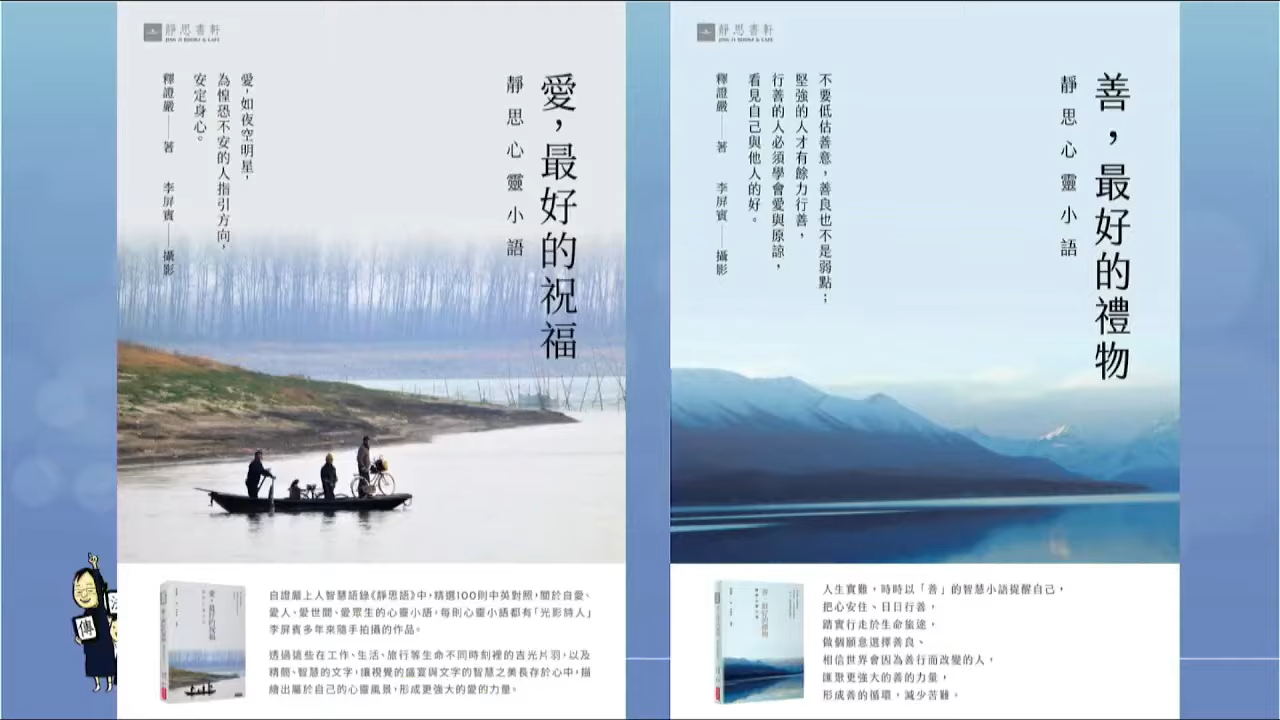 靜思書軒
JING SI BOOKS & CAFE
愛，最好的祝福
靜思心靈小語
愛，如夜空明星，
為惶恐不安的人指引方向，
安定身心。
釋證嚴——著 李屏賓——攝影
自證嚴上人智慧語錄《靜思語》中，精選100則中英對照，關於自愛、
愛人、愛世間、愛眾生的心靈小語，每則心靈小語都有「光影詩人」
李屏賓多年來隨手拍攝的作品。
透過這些在工作、生活、旅行等生命不同時刻裡的吉光片羽，以及
精簡、智慧的文字，讓視覺的盛宴與文字的智慧之美長存於心中，描
繪出屬於自己的心靈風景，形成更強大的愛的力量。
靜思書軒
JING SI BOOKS & CAFE
善，最好的禮物
靜思心靈小語
不要低估善意，善良也不是弱點；
堅強的人才有餘力行善，
行善的人必須學會愛與原諒，
看見自己與他人的好。
釋證嚴——著 李屏賓——攝影
人生實難，時時以「善」的智慧小語提醒自己，
把心安住、日日行善，
踏實行走於生命旅途，
做個願意選擇善良、
相信世界會因為善行而改變的人，
匯聚更強大的善的力量，
形成善的循環，減少苦難。
傳
愛，最好的祝福
善，最好的禮物